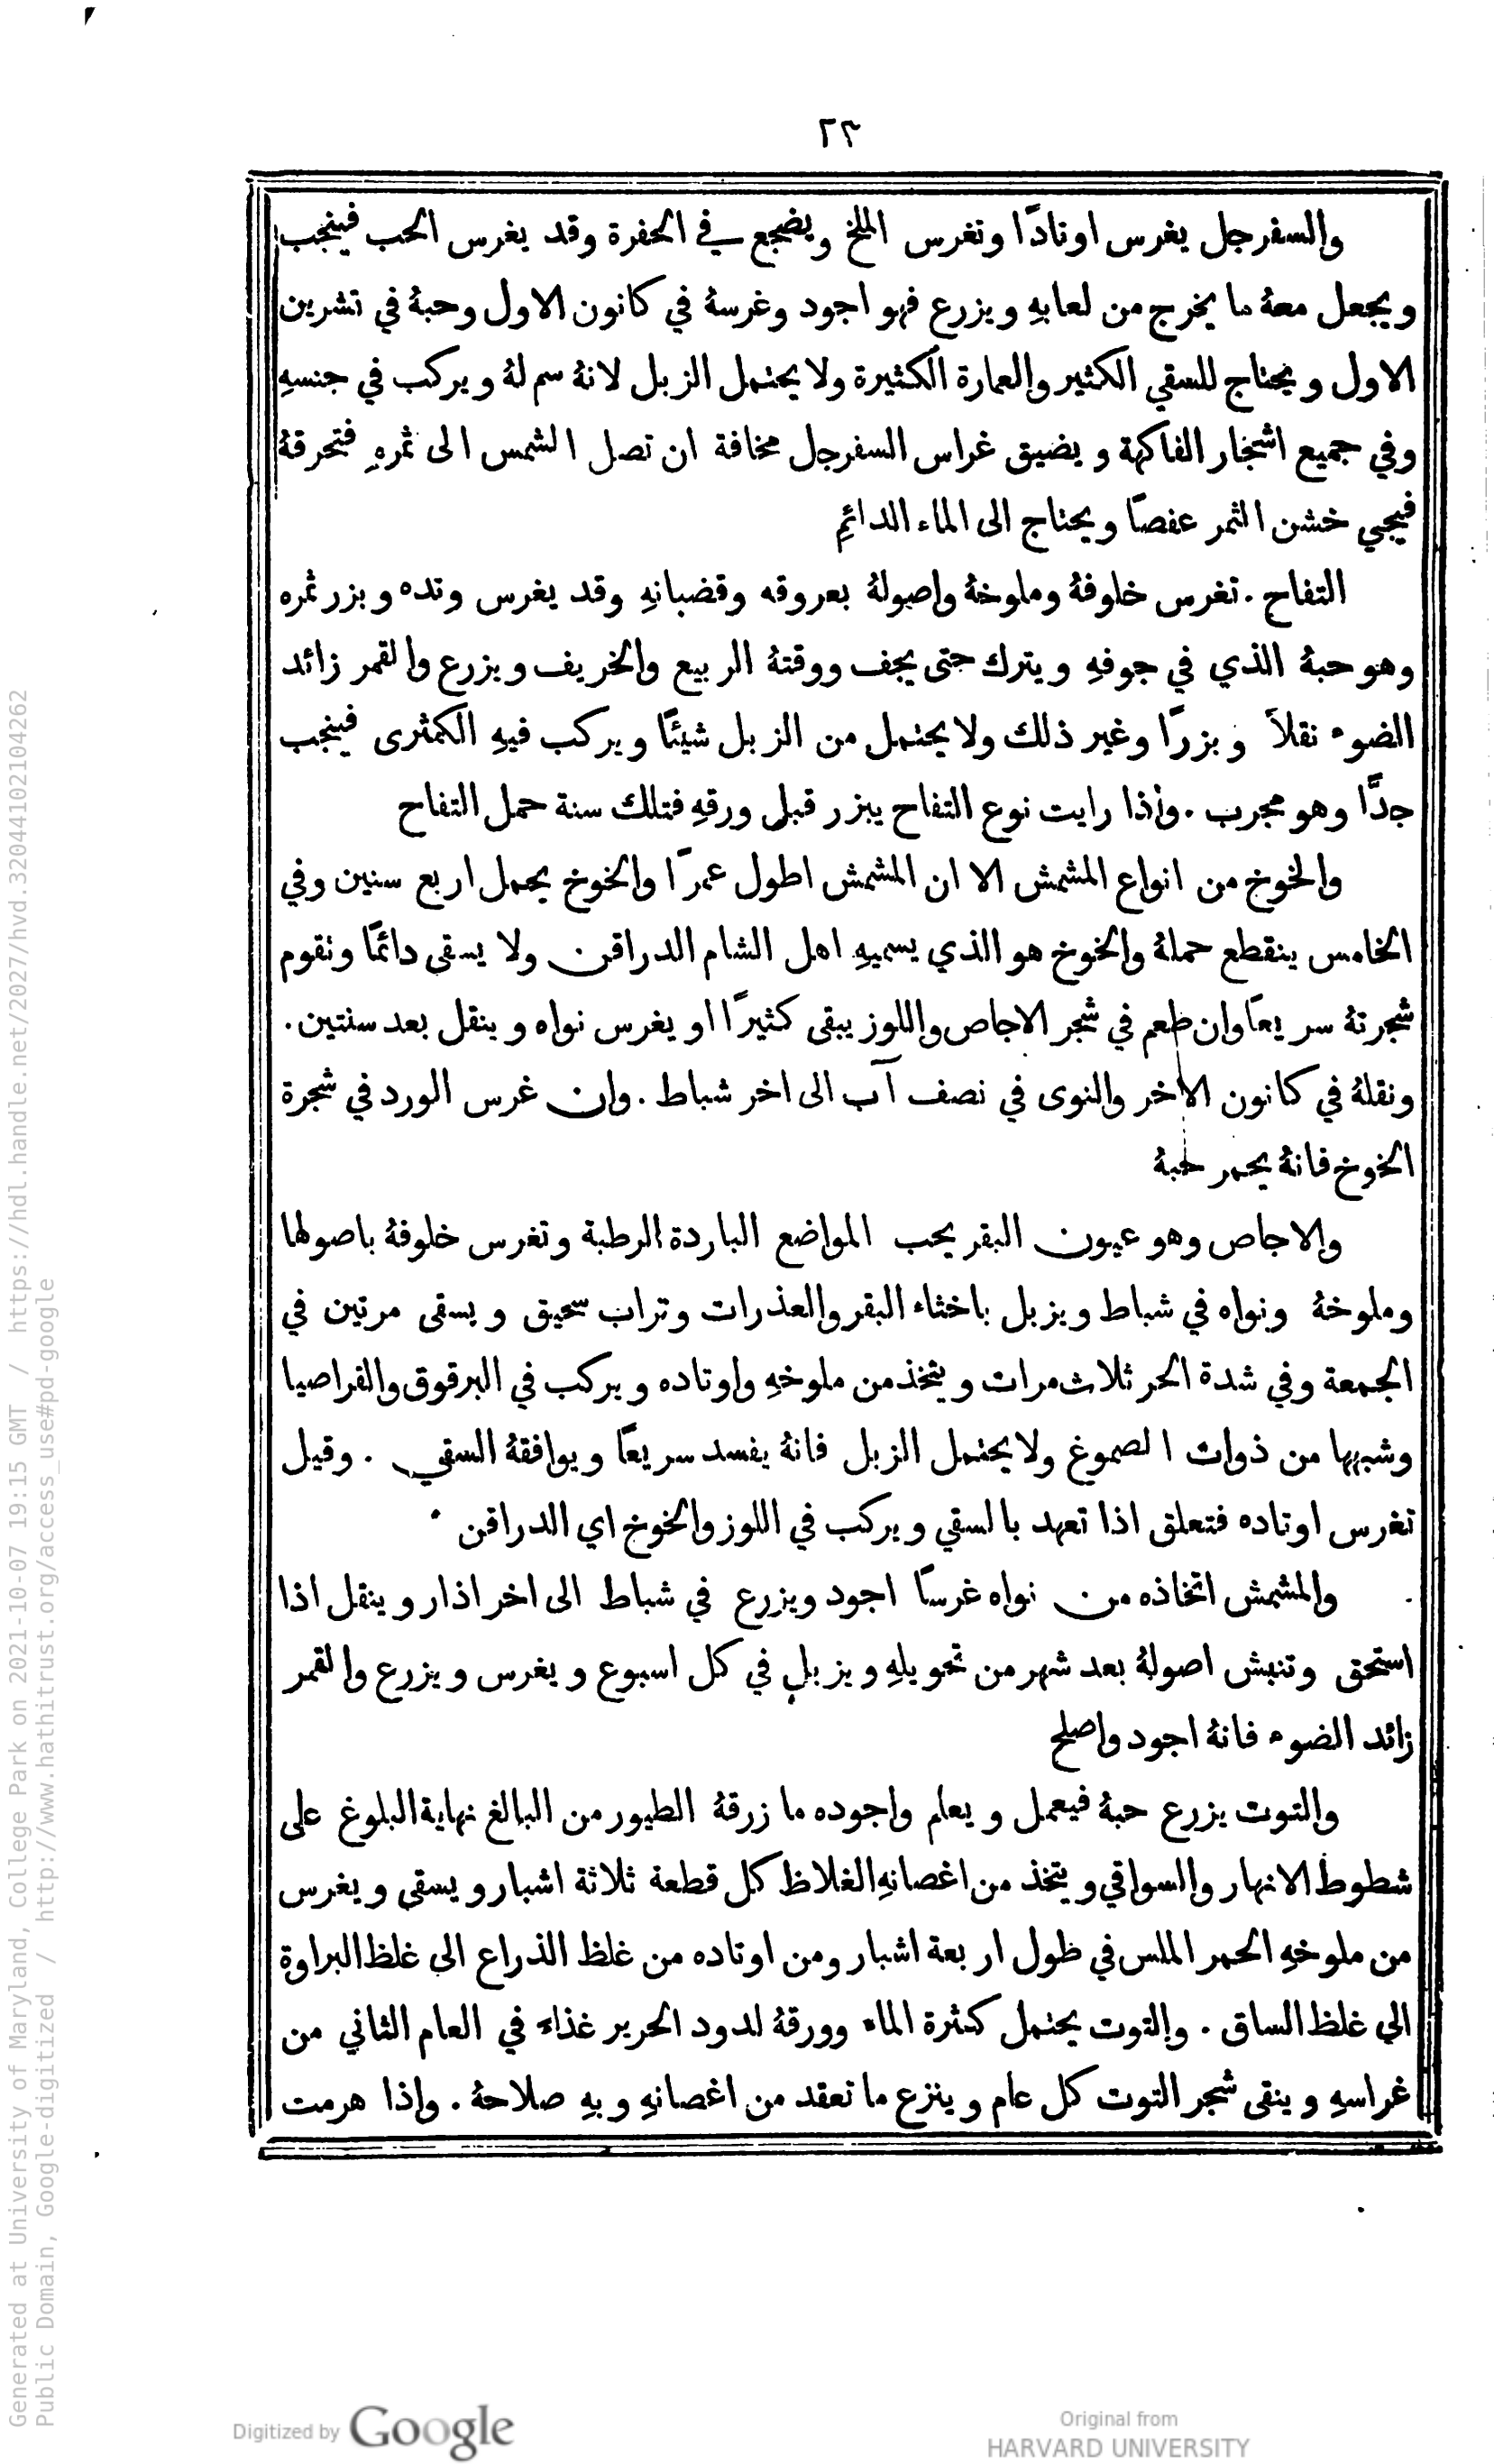 ٢٣
والسفرجل يغرس اوتادًا وتغرس الملخ ويضجع في الحفرة وقد يغرس الحب فينجب
ويجعل معهُ ما يخرج من لعابهِ ويزرع فهو اجود وغرسهُ في كانون الاول وحبهُ في تشرين
الاول ويحتاج للسقي الكثير والعمارة الكثيرة ولا يحتمل الزبل لانهُ سم لهُ ويركب في جنسهِ
وفي جميع اشجار الفاكهة ويضيق غراس السفرجل مخافة ان تصل الشمس الى ثمرهِ فتحرقهُ
فيجي خشن الثمر عفصًا ويحتاج الى الماء الدائمِ
التفاح . تغرس خلوفهُ وملوخهُ واصولهُ بعروقه وقضبانهِ وقد يغرس وتده وبزر ثمره
وهو حبهُ الذي في جوفهِ ويترك حتى يجف ووقتهُ الربيع والخريف ويزرع والقمر زائد
الضوء نقلاً وبزرًا وغير ذلك ولا يحتمل من الزبل شيئًا ويركب فيهِ الكمثرى فينجب
جدًّا وهو مجرب . واذا رايت نوع التفاح يبزر قبل ورقهِ فتلك سنة حمل التفاح
والخوخ من انواع المشمش الا ان المشمش اطول عمرًا والخوخ يحمل اربع سنين وفي
الخامس ينقطع حملهُ والخوخ هو الذي يسميهِ اهل الشام الدراقن ولا يسقى دائمًا وتقوم
شجرتهُ سريعًا وان طعم في شجر الاجاص واللوز يبقى كثيرًا او يغرس نواه وينقل بعد سنتين .
ونقلهُ في كانون الاخر والنوى في نصف آب الى اخر شباط . وان غرس الورد في شجرة
الخوخ فانهُ يحمر حبهُ
والاجاص وهو عيون البقر يحب المواضع الباردة الرطبة وتغرس خلوفهُ باصولها
وملوخهُ ونواه في شباط ويزبل باخثاء البقر والعذرات وتراب سحيق ويسقى مرتين في
الجمعة وفي شدة الحر ثلاث مرات ويتخذ من ملوخهِ واوتاده ويركب في البرقوق والقراصيا
وشبهها من ذوات الصموغ ولا يحتمل الزبل فانهُ يفسد سريعًا ويوافقهُ السقي . وقيل
تغرس اوتاده فتعلق اذا تعهد بالسقي ويركب في اللوز والخوخ اي الدراقن
والمشمش اتخاذه من نواه غرسًا اجود ويزرع في شباط الى اخر اذار وينقل اذا
استحق وتنبش اصولهُ بعد شهر من تحويلهِ ويزبل في كل اسبوع ويغرس ويزرع والقمر
زائد الضوء فانهُ اجود واصلح
والتوت يزرع حبهُ فيعمل ويعلم واجوده ما زرقهُ الطيور من البالغ نهاية البلوغ على
شطوط الانهار والسواقي ويتخذ من اغصانهِ الغلاظ كل قطعة ثلاثة اشبار ويسقى ويغرس
من ملوخهِ الحمر الملس في طول اربعة اشبار ومن اوتاده من غلظ الذراع الى غلظ البراوة
الى غلظ الساق . والتوت يحتمل كثرة الماء وورقهُ لدود الحرير غذاء في العام الثاني من
غراسهِ وينقى شجر التوت كل عام وينزع ما تعقد من اغصانهِ وبهِ صلاحهُ . واذا هرمت
Generated at University of Maryland, College Park on 2021-10-07 19:15 GMT / https://hdl.handle.net/2027/hvd.32044102104262
Public Domain, Google-digitized / http://www.hathitrust.org/access_use#pd-google
Digitized by Google
Original from
HARVARD UNIVERSITY